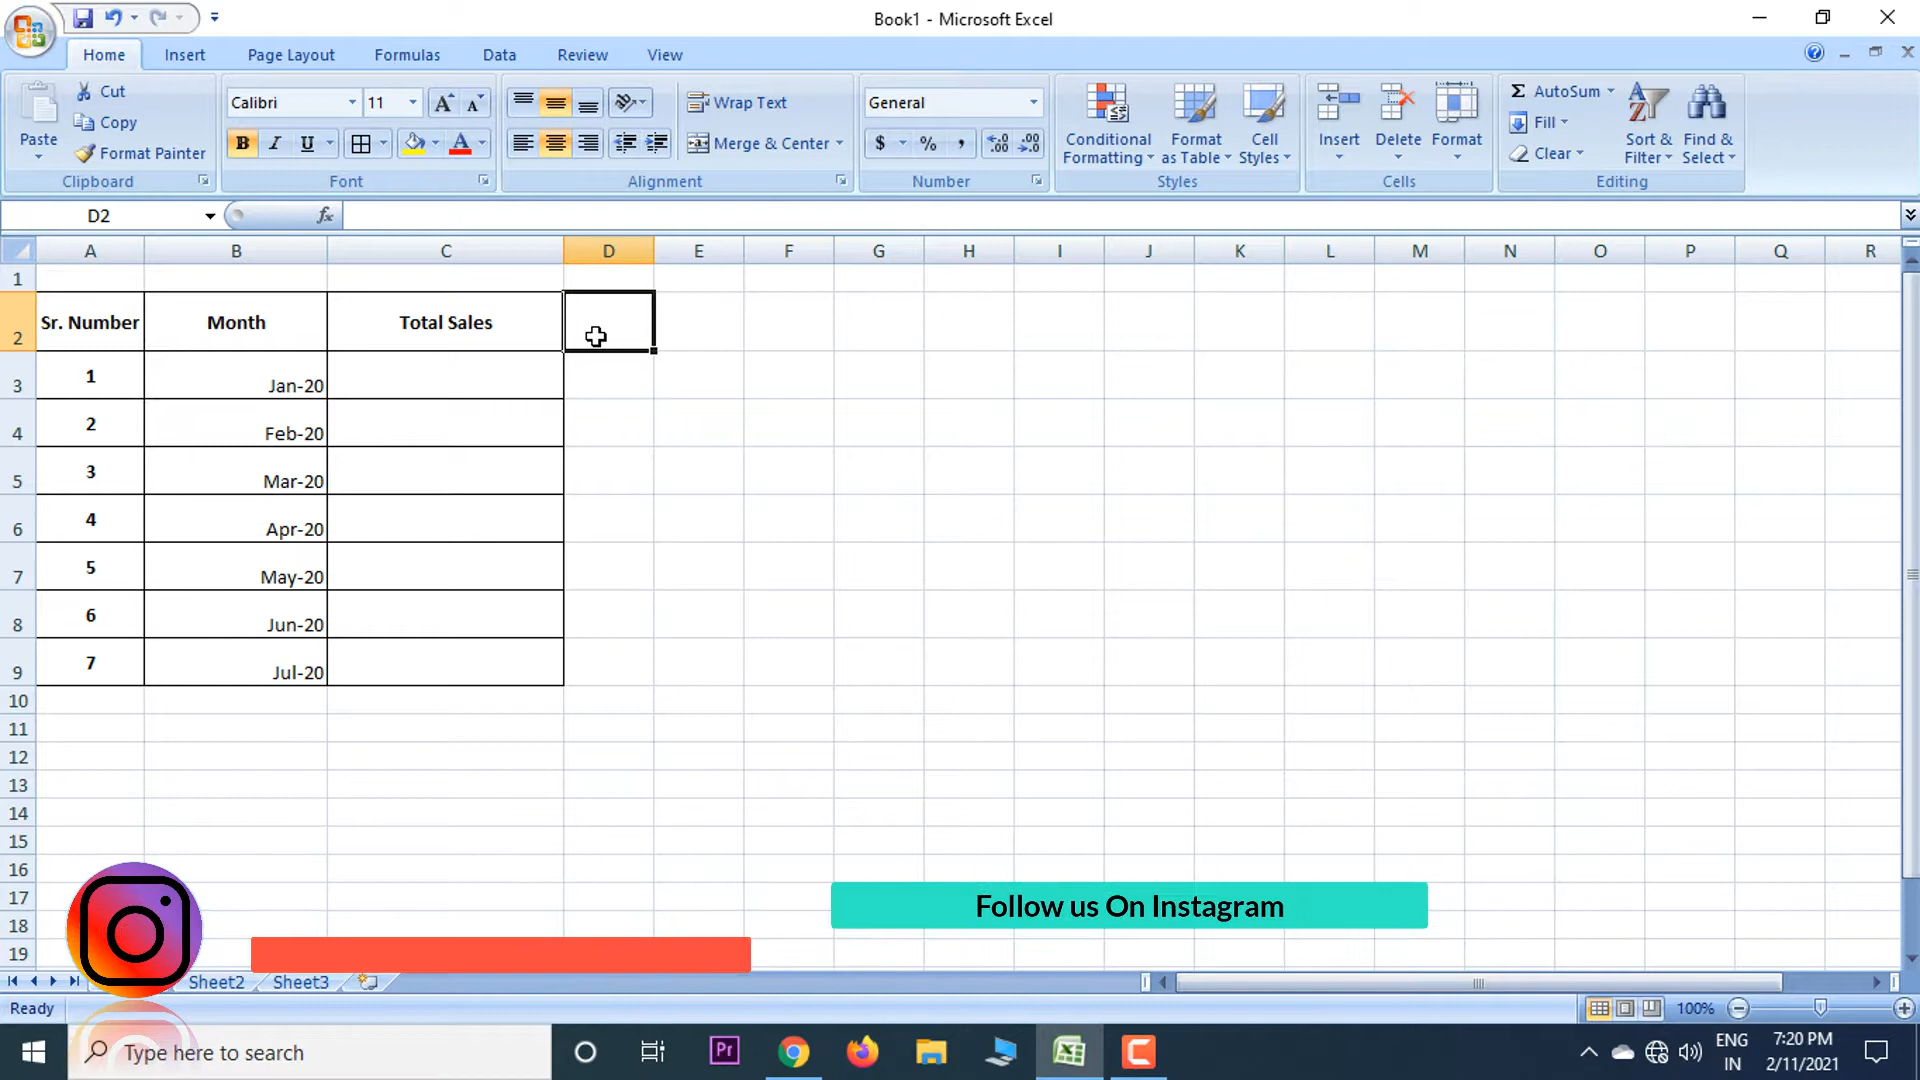 Book1 - Microsoft Excel
Home Insert Page Layout Formulas Data Review View
Paste
Cut
Copy
Format Painter
Clipboard
Calibri 11
B I U
Font
Wrap Text
Merge & Center
Alignment
General
$ % ,
Number
Conditional Formatting
Format as Table
Cell Styles
Styles
Insert Delete Format
Cells
Σ AutoSum
Fill
Clear
Sort & Filter
Find & Select
Editing
D2 fx
A B C D E F G H I J K L M N O P Q R
1
2 Sr. Number Month Total Sales
3 1 Jan-20
4 2 Feb-20
5 3 Mar-20
6 4 Apr-20
7 5 May-20
8 6 Jun-20
9 7 Jul-20
10
11
12
13
14
15
16
17
18
19
Follow us On Instagram
Sheet2 Sheet3
Ready 100%
Type here to search
Pr
ENG
IN
7:20 PM
2/11/2021